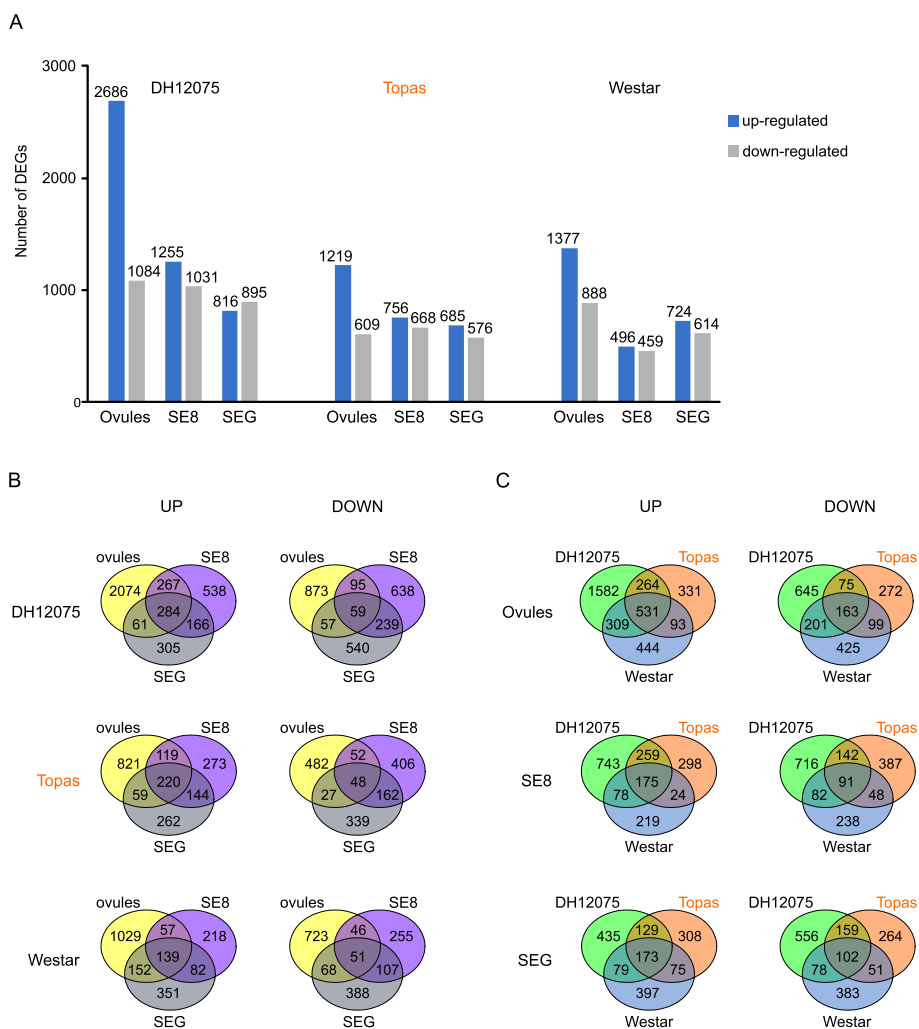 A
3000
2000
1000
0
Number of DEGs
DH12075
Topas
Westar
up-regulated
down-regulated
2686
1084
1255
1031
816
895
1219
609
756
668
685
576
1377
888
496
459
724
614
Ovules SE8 SEG
Ovules SE8 SEG
Ovules SE8 SEG
B
UP DOWN
DH12075
ovules SE8
2074 267 538
284
61 166
305
SEG
ovules SE8
873 95 638
59
57 239
540
SEG
Topas
ovules SE8
821 119 273
220
59 144
262
SEG
ovules SE8
482 52 406
48
27 162
339
SEG
Westar
ovules SE8
1029 57 218
139
152 82
351
SEG
ovules SE8
723 46 255
51
68 107
388
SEG
C
UP DOWN
Ovules
DH12075 Topas
1582 264 331
531
309 93
444
Westar
DH12075 Topas
645 75 272
163
201 99
425
Westar
SE8
DH12075 Topas
743 259 298
175
78 24
219
Westar
DH12075 Topas
716 142 387
91
82 48
238
Westar
SEG
DH12075 Topas
435 129 308
173
79 75
397
Westar
DH12075 Topas
556 159 264
102
78 51
383
Westar